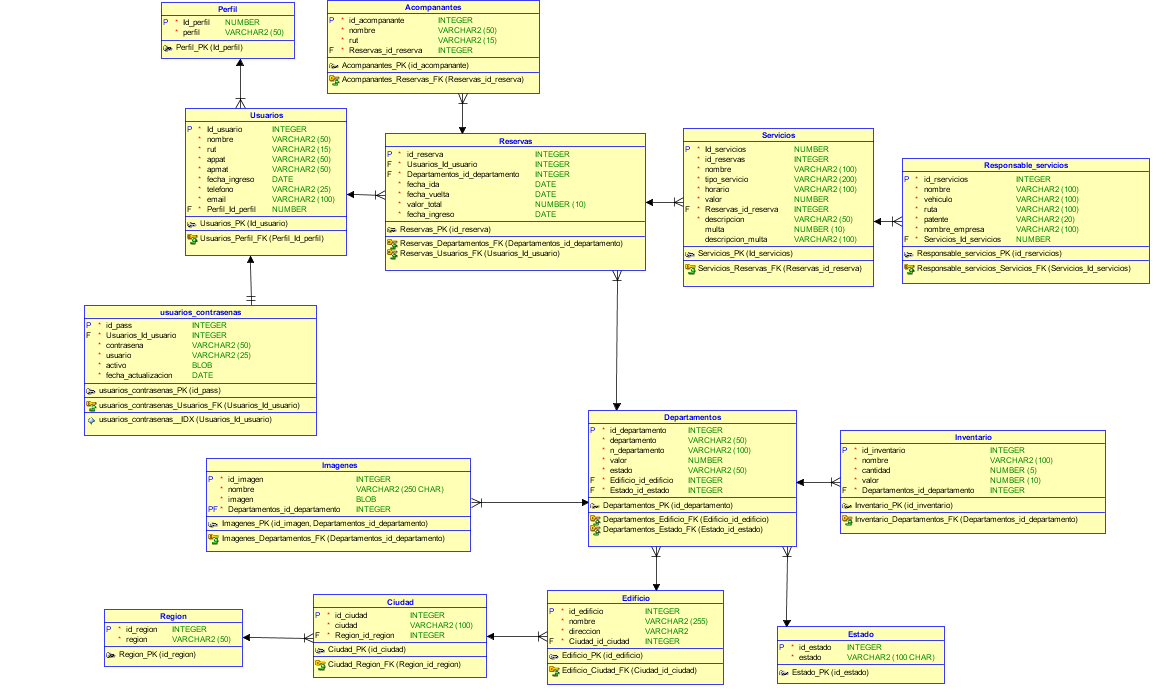 Perfil
P * Id_perfil NUMBER
* perfil VARCHAR2 (50)
Perfil_PK (Id_perfil)
Acompanantes
P * id_acompanante INTEGER
* nombre VARCHAR2 (50)
* rut VARCHAR2 (15)
F * Reservas_id_reserva INTEGER
Acompanantes_PK (id_acompanante)
Acompanantes_Reservas_FK (Reservas_id_reserva)
Usuarios
P * Id_usuario INTEGER
* nombre VARCHAR2 (50)
* rut VARCHAR2 (15)
* appat VARCHAR2 (50)
* apmat VARCHAR2 (50)
* fecha_ingreso DATE
* telefono VARCHAR2 (25)
* email VARCHAR2 (100)
F * Perfil_Id_perfil NUMBER
Usuarios_PK (Id_usuario)
Usuarios_Perfil_FK (Perfil_Id_perfil)
Reservas
P * id_reserva INTEGER
F * Usuarios_Id_usuario INTEGER
F * Departamentos_id_departamento INTEGER
* fecha_ida DATE
* fecha_vuelta DATE
* valor_total NUMBER (10)
* fecha_ingreso DATE
Reservas_PK (id_reserva)
Reservas_Departamentos_FK (Departamentos_id_departamento)
Reservas_Usuarios_FK (Usuarios_Id_usuario)
Servicios
P * Id_servicios NUMBER
* id_reservas INTEGER
* nombre VARCHAR2 (100)
* tipo_servicio VARCHAR2 (200)
* horario VARCHAR2 (100)
* valor NUMBER
F * Reservas_id_reserva INTEGER
* descripcion VARCHAR2 (50)
multa NUMBER (10)
descripcion_multa VARCHAR2 (100)
Servicios_PK (Id_servicios)
Servicios_Reservas_FK (Reservas_id_reserva)
Responsable_servicios
P * id_rservicios INTEGER
* nombre VARCHAR2 (100)
* vehiculo VARCHAR2 (100)
* ruta VARCHAR2 (100)
* patente VARCHAR2 (20)
* nombre_empresa VARCHAR2 (100)
F * Servicios_Id_servicios NUMBER
Responsable_servicios_PK (id_rservicios)
Responsable_servicios_Servicios_FK (Servicios_Id_servicios)
usuarios_contrasenas
P * id_pass INTEGER
F * Usuarios_Id_usuario INTEGER
* contrasena VARCHAR2 (50)
* usuario VARCHAR2 (25)
* activo BLOB
* fecha_actualizacion DATE
usuarios_contrasenas_PK (id_pass)
usuarios_contrasenas_Usuarios_FK (Usuarios_Id_usuario)
usuarios_contrasenas__IDX (Usuarios_Id_usuario)
Departamentos
P * id_departamento INTEGER
* departamento VARCHAR2 (50)
* n_departamento VARCHAR2 (100)
* valor NUMBER
* estado VARCHAR2 (50)
F * Edificio_id_edificio INTEGER
F * Estado_id_estado INTEGER
Departamentos_PK (id_departamento)
Departamentos_Edificio_FK (Edificio_id_edificio)
Departamentos_Estado_FK (Estado_id_estado)
Inventario
P * id_inventario INTEGER
* nombre VARCHAR2 (100)
* cantidad NUMBER (5)
* valor NUMBER (10)
F * Departamentos_id_departamento INTEGER
Inventario_PK (id_inventario)
Inventario_Departamentos_FK (Departamentos_id_departamento)
Imagenes
P * id_imagen INTEGER
* nombre VARCHAR2 (250 CHAR)
* imagen BLOB
PF * Departamentos_id_departamento INTEGER
Imagenes_PK (id_imagen, Departamentos_id_departamento)
Imagenes_Departamentos_FK (Departamentos_id_departamento)
Region
P * id_region INTEGER
* region VARCHAR2 (50)
Region_PK (id_region)
Ciudad
P * id_ciudad INTEGER
* ciudad VARCHAR2 (100)
F * Region_id_region INTEGER
Ciudad_PK (id_ciudad)
Ciudad_Region_FK (Region_id_region)
Edificio
P * id_edificio INTEGER
* nombre VARCHAR2 (255)
* direccion VARCHAR2
F * Ciudad_id_ciudad INTEGER
Edificio_PK (id_edificio)
Edificio_Ciudad_FK (Ciudad_id_ciudad)
Estado
P * id_estado INTEGER
* estado VARCHAR2 (100 CHAR)
Estado_PK (id_estado)